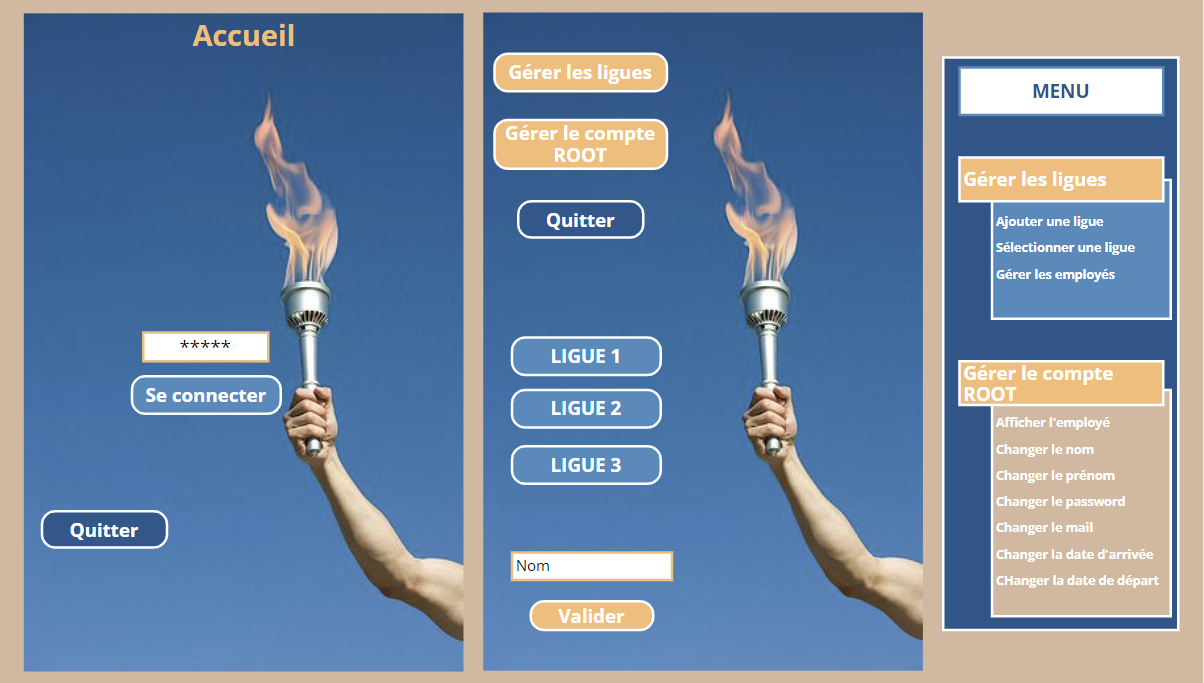 Accueil
*****
Se connecter
Quitter
Gérer les ligues
Gérer le compte
ROOT
Quitter
LIGUE 1
LIGUE 2
LIGUE 3
Nom
Valider
MENU
Gérer les ligues
Ajouter une ligue
Sélectionner une ligue
Gérer les employés
Gérer le compte
ROOT
Afficher l'employé
Changer le nom
Changer le prénom
Changer le password
Changer le mail
Changer la date d'arrivée
CHanger la date de départ